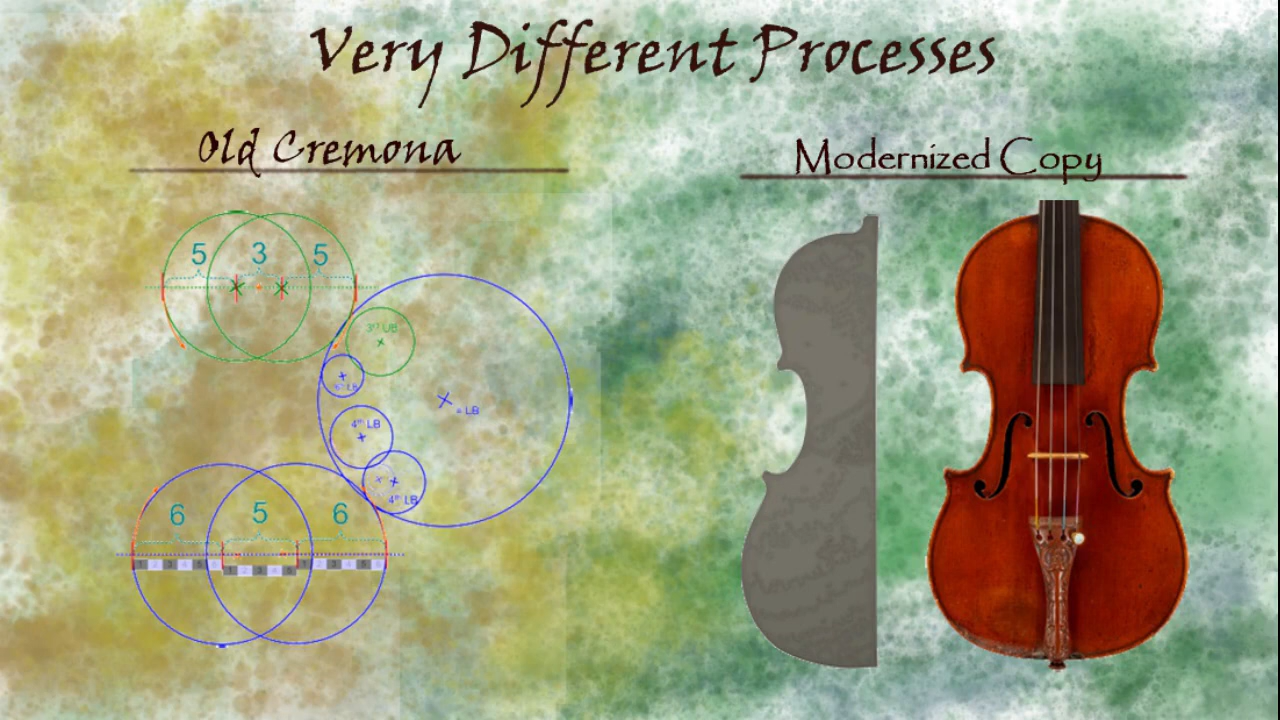 Very Different Processes
Old Cremona
Modernized Copy
5 3 5
3rd UB
= LB
4th LB
4th LB
6 5 6